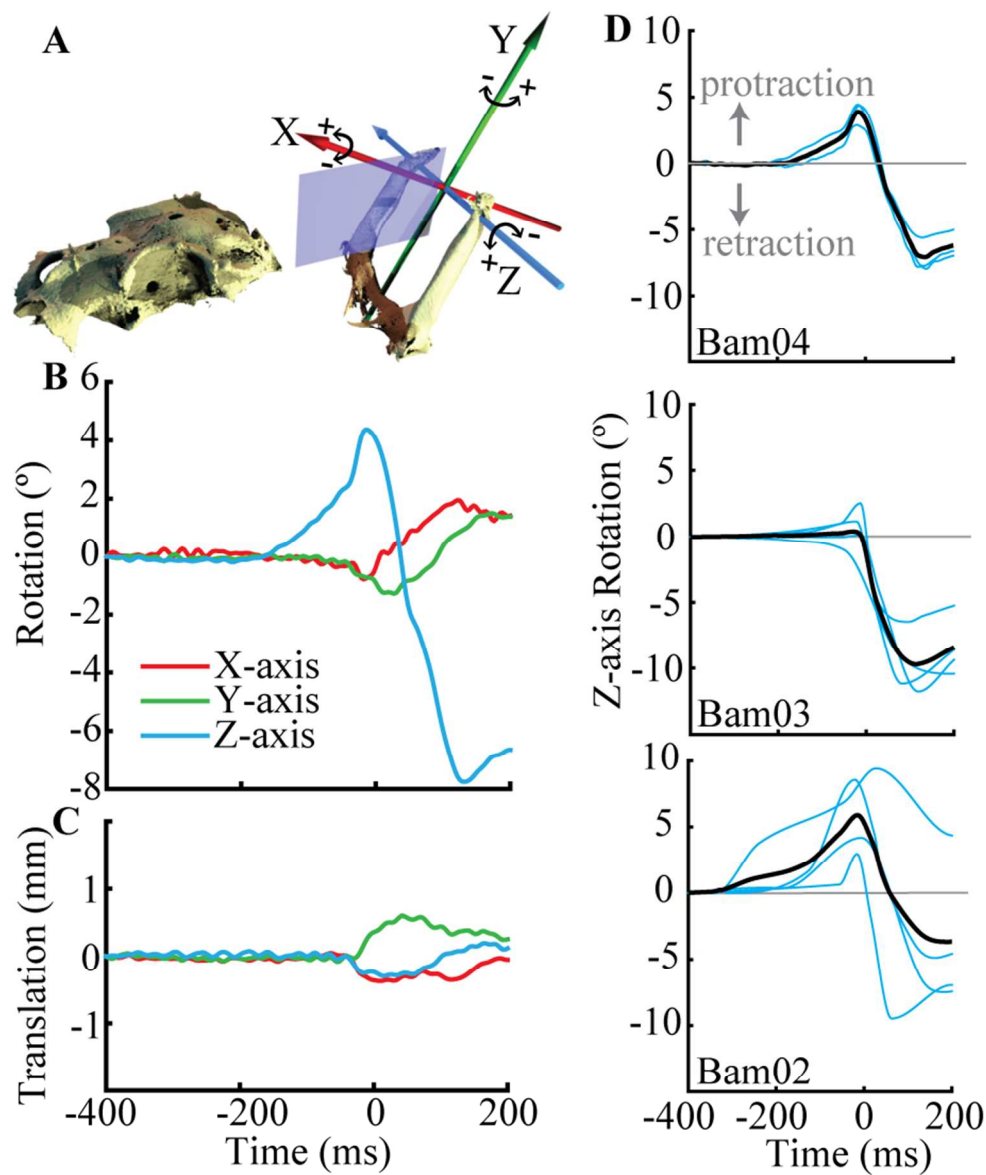 A
X
Y
Z
+
-
-
+
+
-
B
6
4
2
0
-2
-4
-6
-8
Rotation (º)
X-axis
Y-axis
Z-axis
C
1
0
-1
Translation (mm)
-400
-200
0
200
Time (ms)
D
10
5
0
-5
-10
protraction
retraction
Bam04
10
5
0
-5
-10
Z-axis Rotation (º)
Bam03
10
5
0
-5
-10
Bam02
-400
-200
0
200
Time (ms)